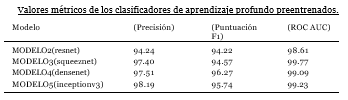 Valores métricos de los clasificadores de aprendizaje profundo preentrenados.
Modelo (Precisión) (Puntuación F1) (ROC AUC)
MODELO2(resnet) 94.24 94.22 98.61
MODELO3(squeeznet) 97.40 94.57 99.77
MODELO4(densenet) 97.51 96.27 99.09
MODELO5(inceptionv3) 98.19 95.74 99.23